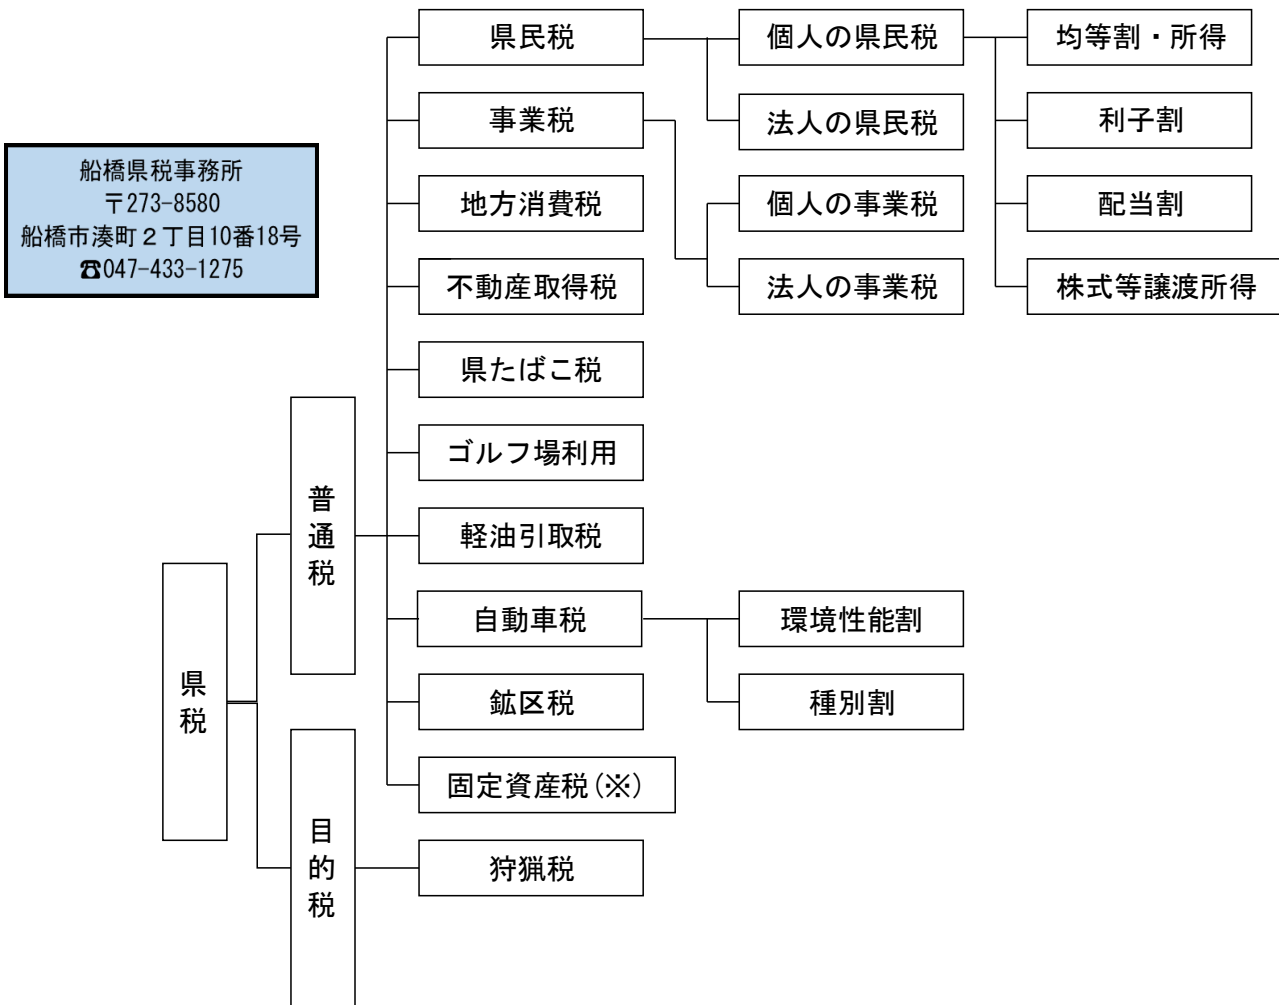 県民税
個人の県民税
均等割・所得
事業税
法人の県民税
利子割
船橋県税事務所
〒273-8580
船橋市湊町２丁目10番18号
☎047-433-1275
地方消費税
個人の事業税
配当割
不動産取得税
法人の事業税
株式等譲渡所得
県たばこ税
ゴルフ場利用
普通税
軽油引取税
自動車税
環境性能割
県税
鉱区税
種別割
固定資産税(※)
目的税
狩猟税